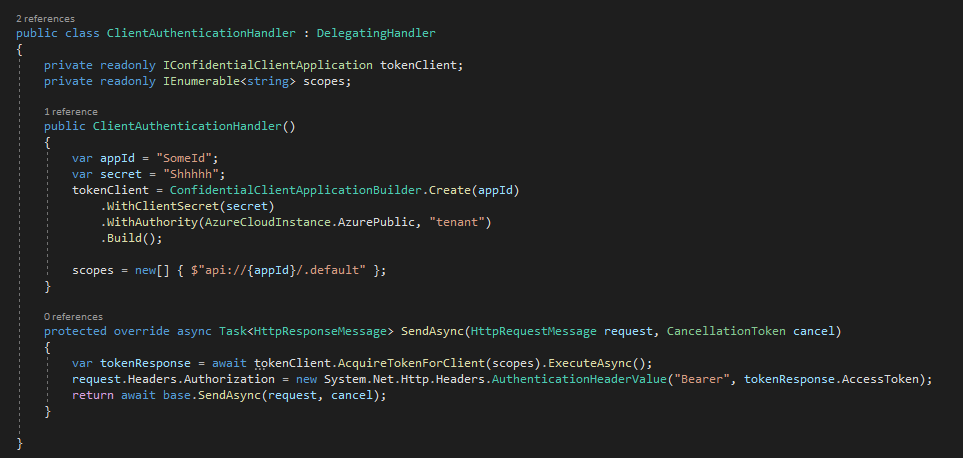 2 references
public class ClientAuthenticationHandler : DelegatingHandler
{
private readonly IConfidentialClientApplication tokenClient;
private readonly IEnumerable<string> scopes;
1 reference
public ClientAuthenticationHandler()
{
var appId = "SomeId";
var secret = "Shhhhh";
tokenClient = ConfidentialClientApplicationBuilder.Create(appId)
.WithClientSecret(secret)
.WithAuthority(AzureCloudInstance.AzurePublic, "tenant")
.Build();
scopes = new[] { $"api://{appId}/.default" };
}
0 references
protected override async Task<HttpResponseMessage> SendAsync(HttpRequestMessage request, CancellationToken cancel)
{
var tokenResponse = await tokenClient.AcquireTokenForClient(scopes).ExecuteAsync();
request.Headers.Authorization = new System.Net.Http.Headers.AuthenticationHeaderValue("Bearer", tokenResponse.AccessToken);
return await base.SendAsync(request, cancel);
}
}